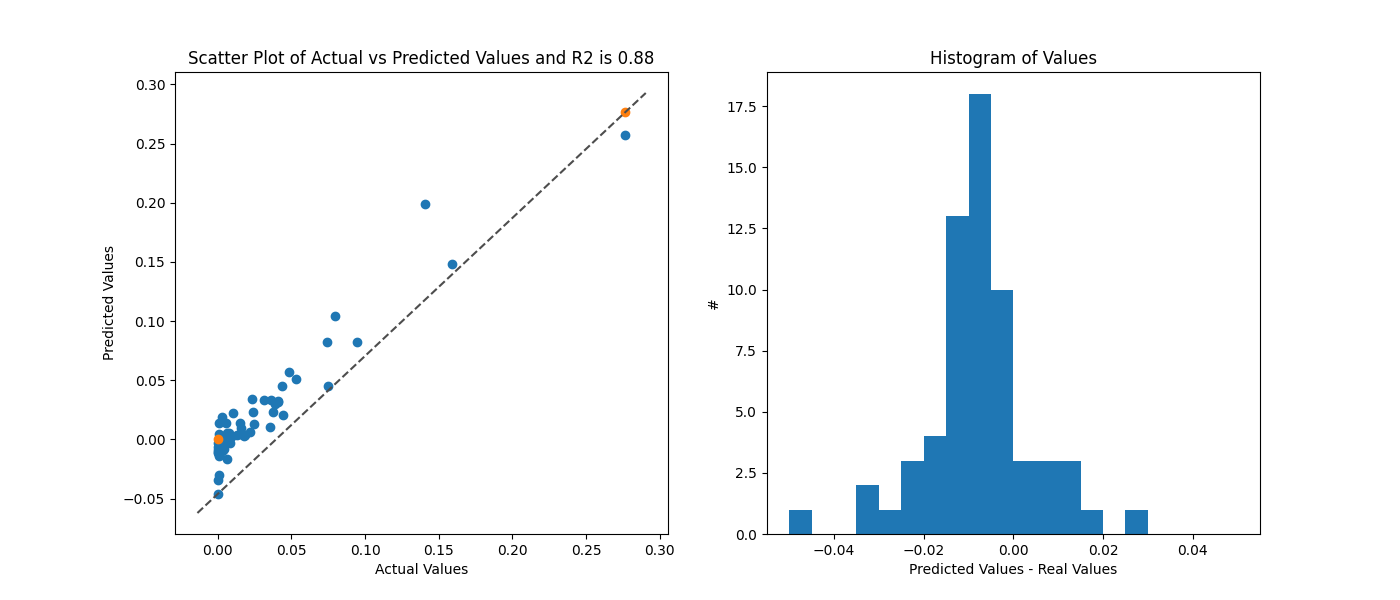 Scatter Plot of Actual vs Predicted Values and R2 is 0.88
0.30
0.25
0.20
0.15
0.10
0.05
0.00
−0.05
Predicted Values
0.00 0.05 0.10 0.15 0.20 0.25 0.30
Actual Values
Histogram of Values
17.5
15.0
12.5
10.0
7.5
5.0
2.5
0.0
#
−0.04 −0.02 0.00 0.02 0.04
Predicted Values - Real Values